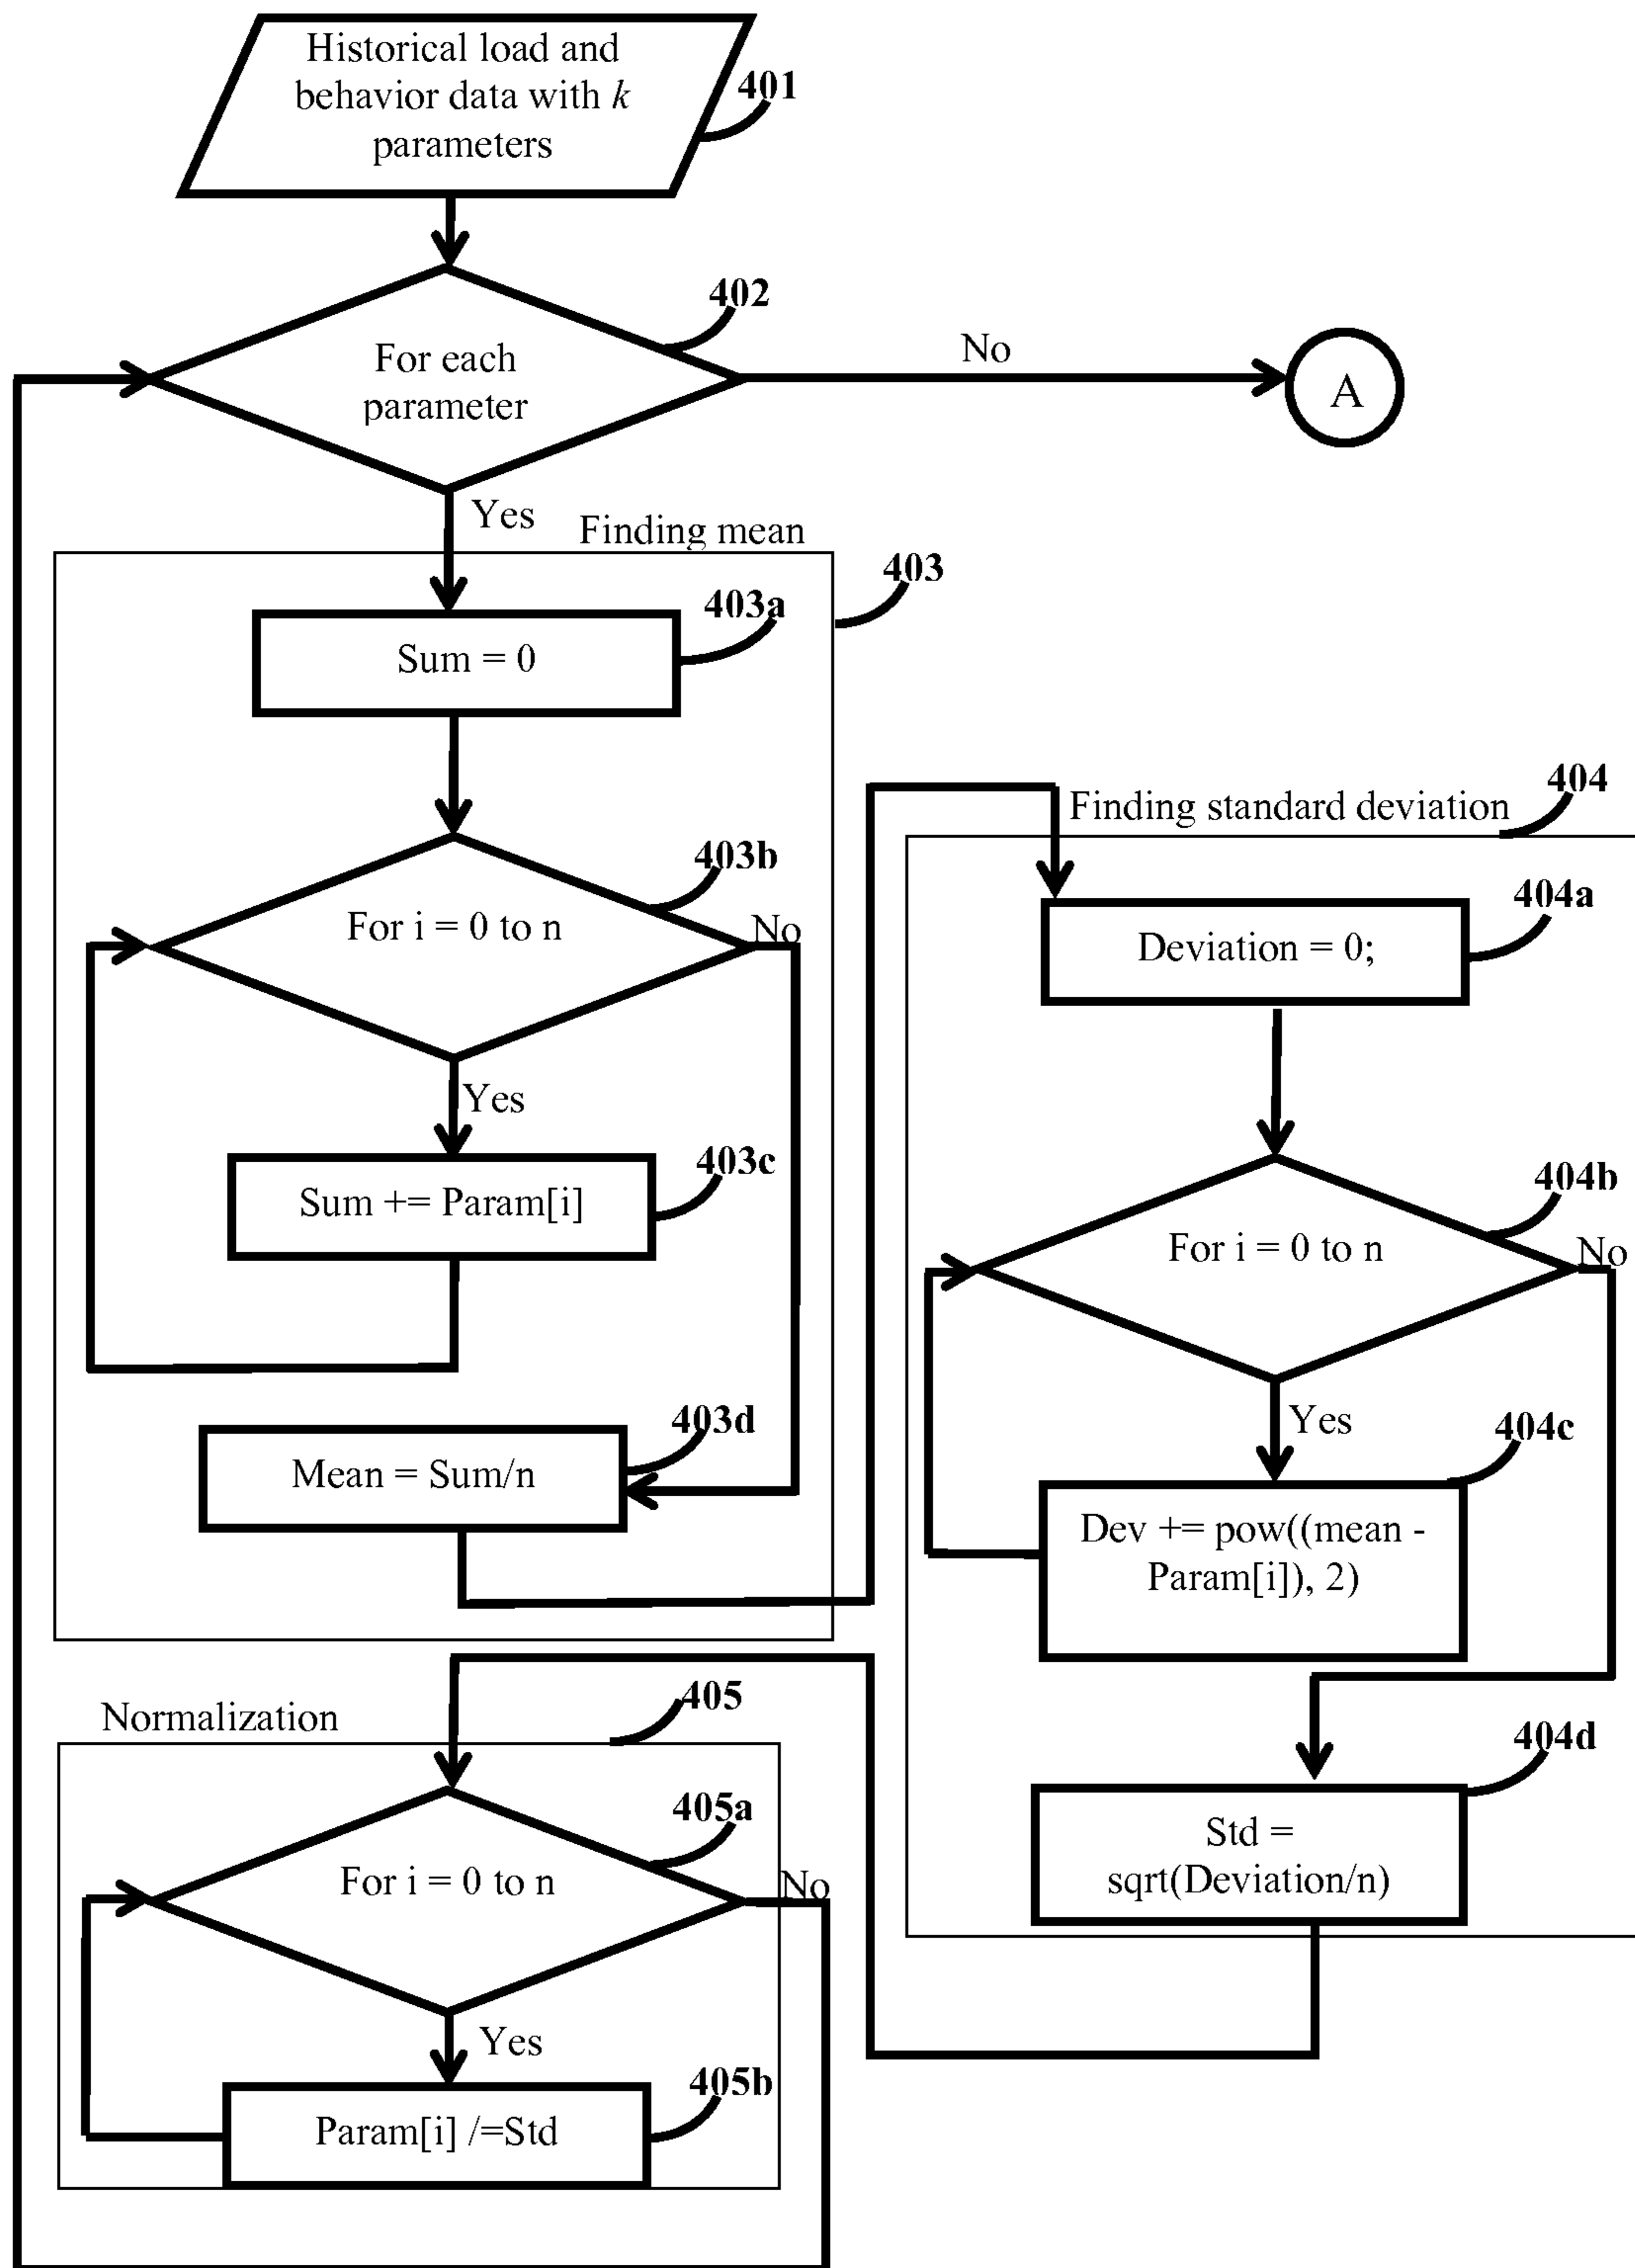 Historical load and
behavior data with k
parameters
401
402
For each
parameter
No
A
Yes
Finding mean
403
403a
Sum = 0
403b
For i = 0 to n
No
Yes
403c
Sum += Param[i]
403d
Mean = Sum/n
404
Finding standard deviation
404a
Deviation = 0;
404b
For i = 0 to n
No
Yes
404c
Dev += pow((mean -
Param[i]), 2)
404d
Std =
sqrt(Deviation/n)
405
Normalization
405a
For i = 0 to n
No
Yes
405b
Param[i] /=Std